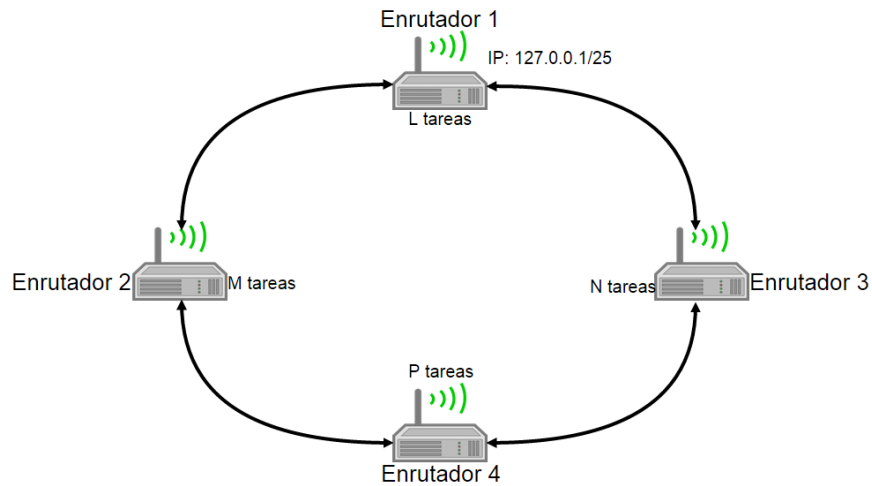 Enrutador 1
IP: 127.0.0.1/25
L tareas
Enrutador 2
M tareas
N tareas
Enrutador 3
P tareas
Enrutador 4